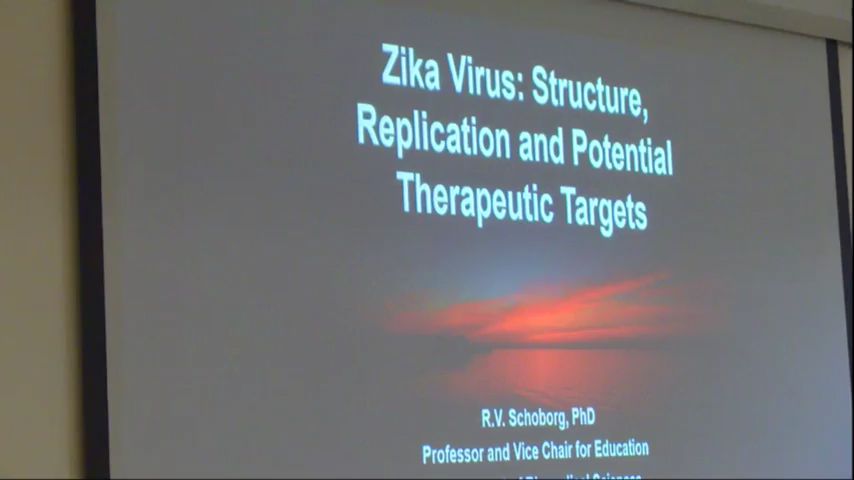 Zika Virus: Structure,
Replication and Potential
Therapeutic Targets
R.V. Schoborg, PhD
Professor and Vice Chair for Education